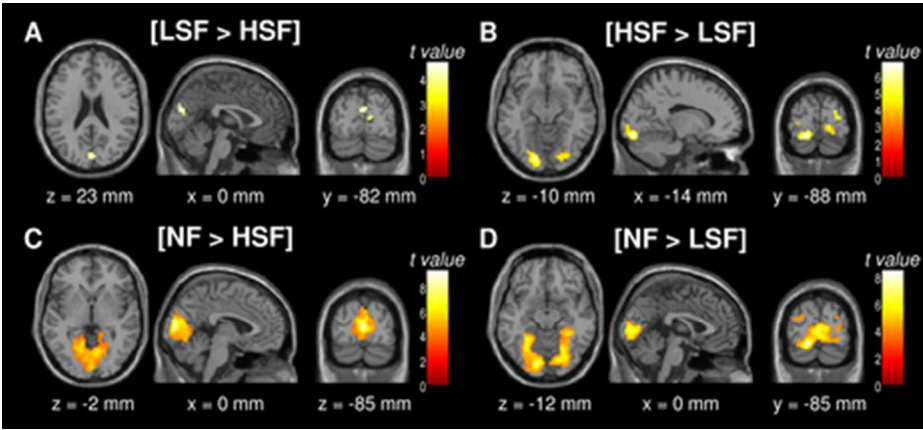 A [LSF > HSF] t value
4
3
2
1
0
z = 23 mm x = 0 mm y = -82 mm
B [HSF > LSF] t value
6
5
4
3
2
1
0
z = -10 mm x = -14 mm y = -88 mm
C [NF > HSF] t value
8
6
4
2
0
z = -2 mm x = 0 mm z = -85 mm
D [NF > LSF] t value
8
6
4
2
0
z = -12 mm x = 0 mm y = -85 mm